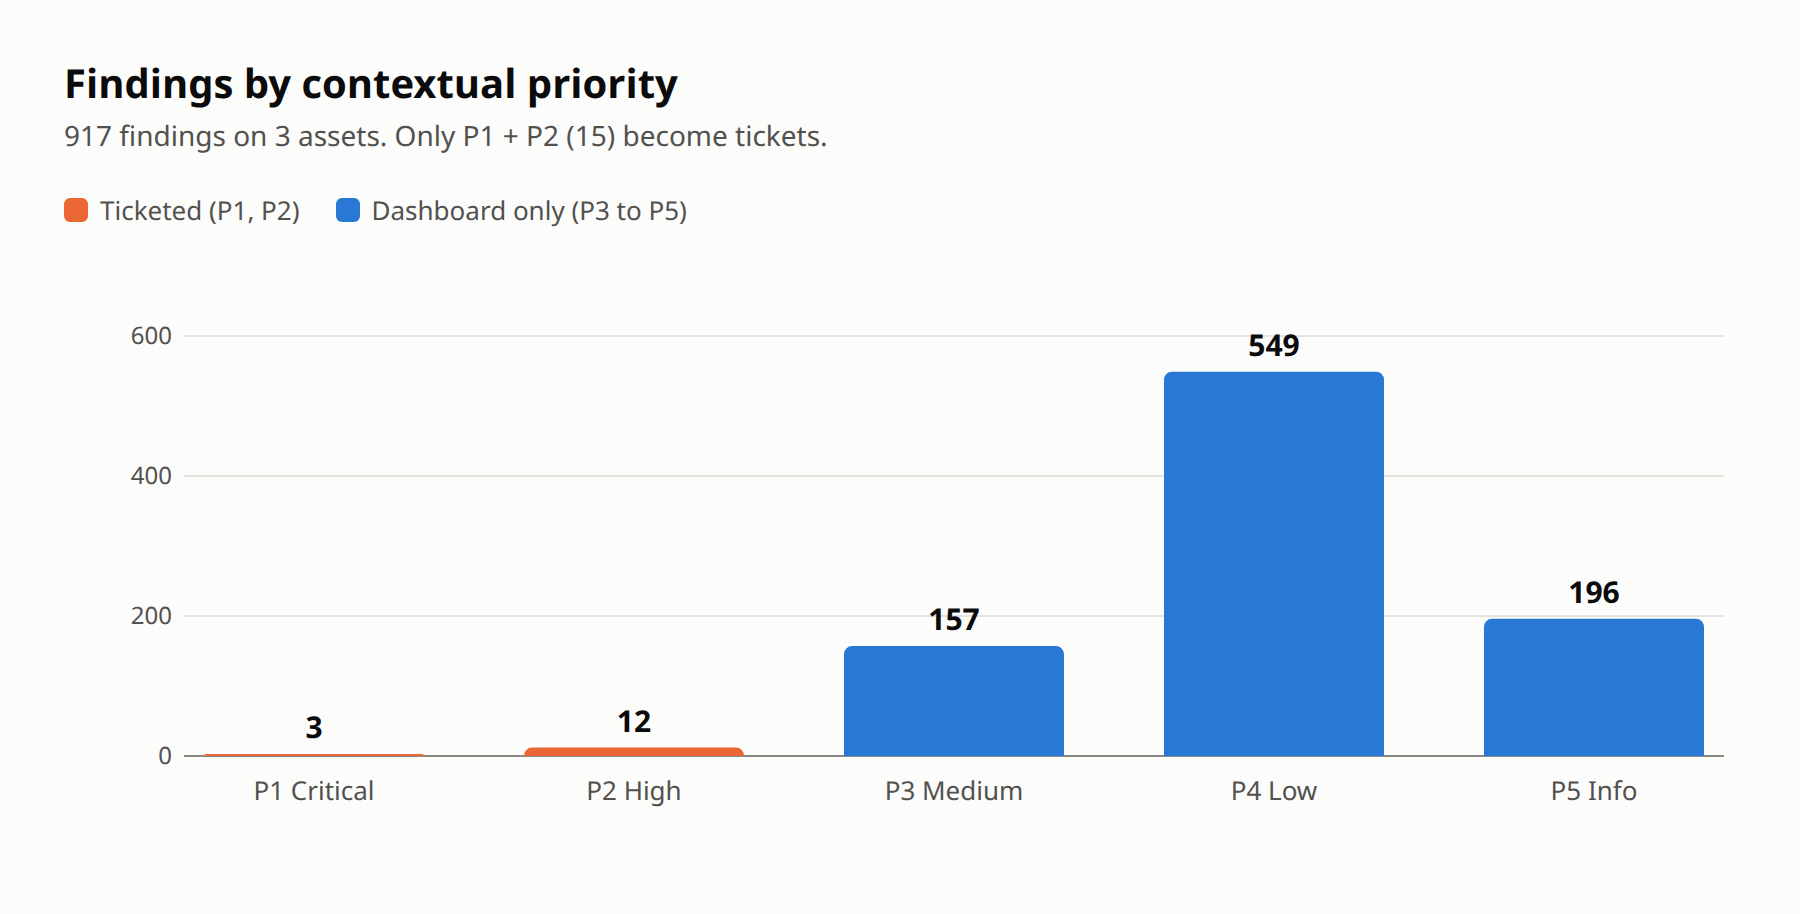 Findings by contextual priority
917 findings on 3 assets. Only P1 + P2 (15) become tickets.
Ticketed (P1, P2) Dashboard only (P3 to P5)
600
549
400
200
196
157
12
3
0
P1 Critical P2 High P3 Medium P4 Low P5 Info